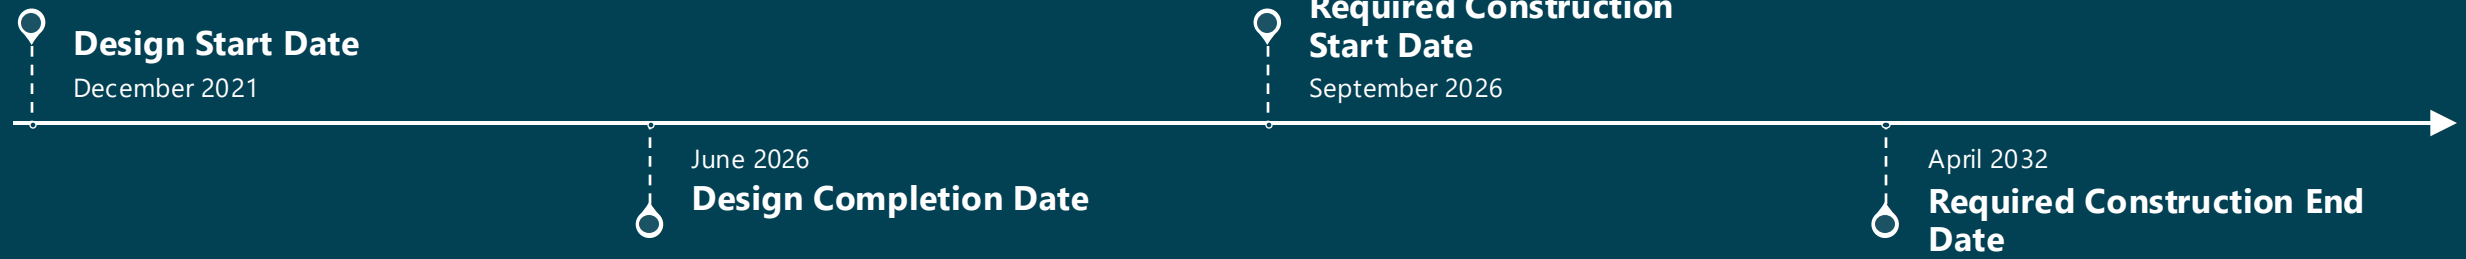 Design Start Date
December 2021
June 2026
Design Completion Date
Required Construction
Start Date
September 2026
April 2032
Required Construction End
Date